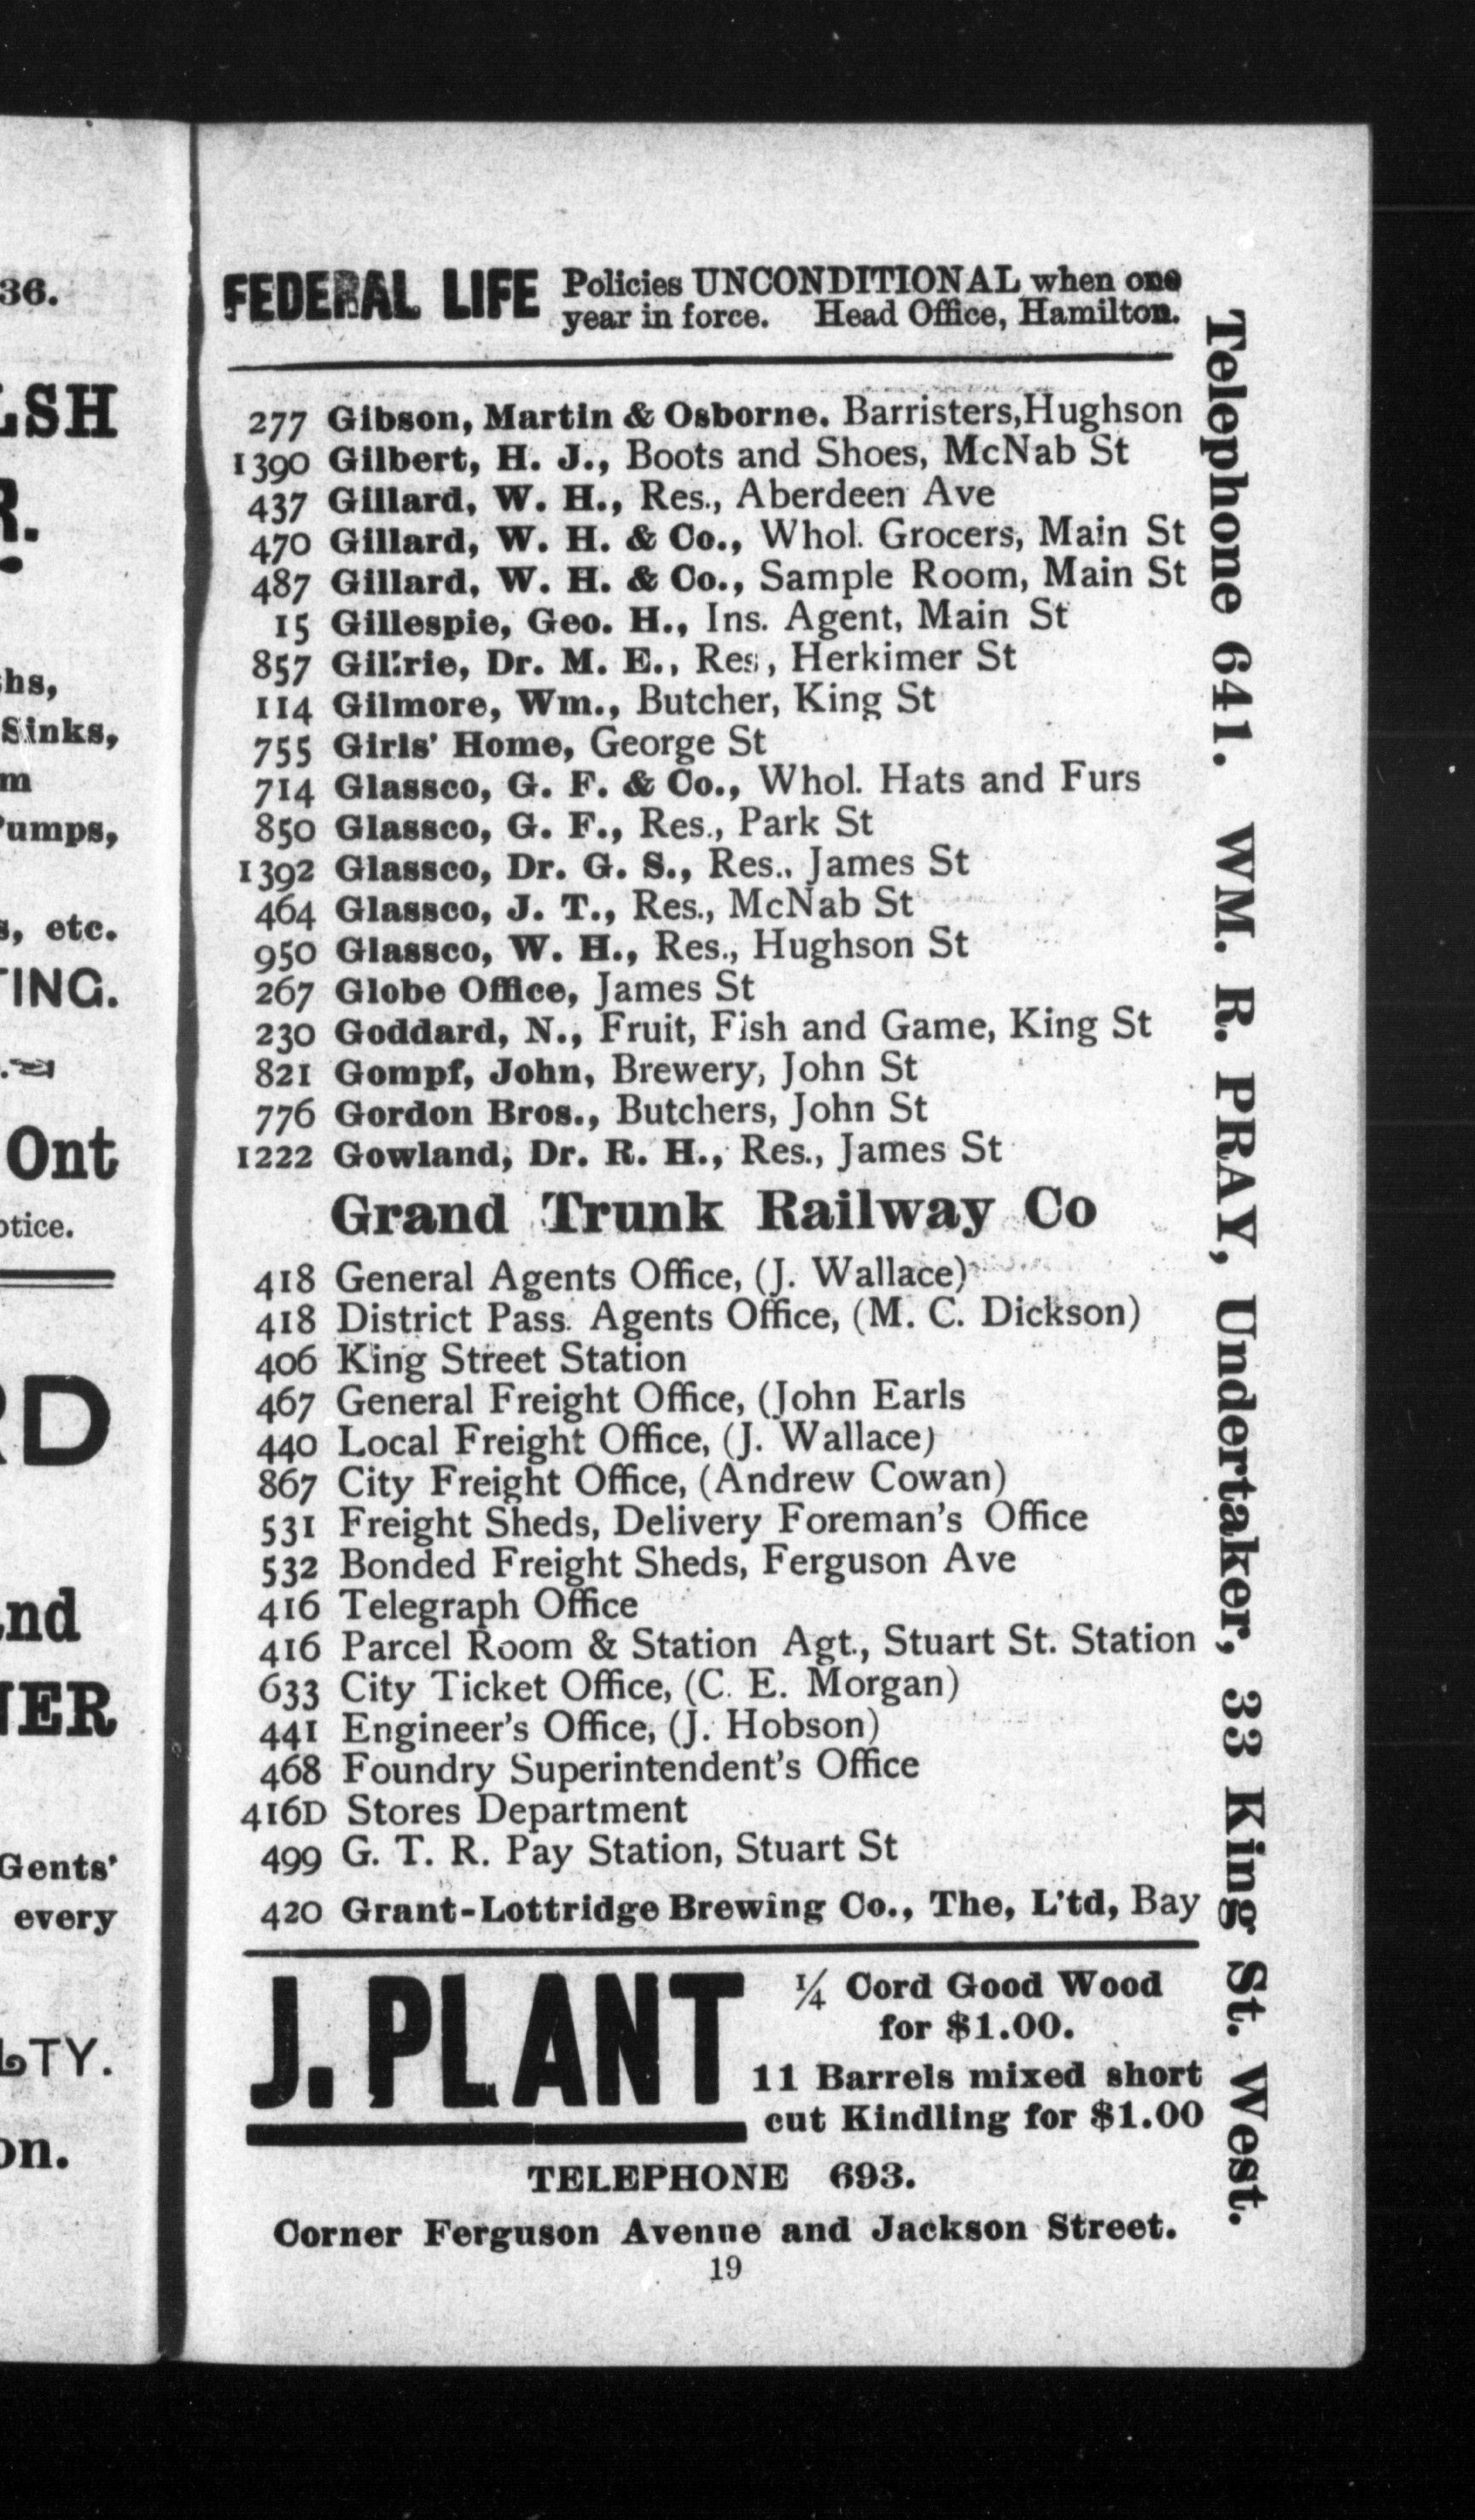 36.
LSH
R.
hs,
Sinks,
m
umps,
s, etc.
TING.
Ont
otice.
RD
and
NER
Gents'
every
LTY.
on.
FEDERAL LIFE Policies UNCONDITIONAL when one
year in force. Head Office, Hamilton.
277 Gibson, Martin & Osborne. Barristers,Hughson
1390 Gilbert, H. J., Boots and Shoes, McNab St
437 Gillard, W. H., Res., Aberdeen Ave
470 Gillard, W. H. & Co., Whol. Grocers, Main St
487 Gillard, W. H. & Co., Sample Room, Main St
15 Gillespie, Geo. H., Ins. Agent, Main St
857 Gillrie, Dr. M. E., Res, Herkimer St
114 Gilmore, Wm., Butcher, King St
755 Girls' Home, George St
714 Glassco, G. F. & Co., Whol. Hats and Furs
850 Glassco, G. F., Res., Park St
1392 Glassco, Dr. G. S., Res., James St
464 Glassco, J. T., Res., McNab St
950 Glassco, W. H., Res., Hughson St
267 Globe Office, James St
230 Goddard, N., Fruit, Fish and Game, King St
821 Gompf, John, Brewery, John St
776 Gordon Bros., Butchers, John St
1222 Gowland, Dr. R. H., Res., James St
Grand Trunk Railway Co
418 General Agents Office, (J. Wallace)
418 District Pass. Agents Office, (M. C. Dickson)
406 King Street Station
467 General Freight Office, (John Earls
440 Local Freight Office, (J. Wallace)
867 City Freight Office, (Andrew Cowan)
531 Freight Sheds, Delivery Foreman's Office
532 Bonded Freight Sheds, Ferguson Ave
416 Telegraph Office
416 Parcel Room & Station Agt., Stuart St. Station
633 City Ticket Office, (C. E. Morgan)
441 Engineer's Office, (J. Hobson)
468 Foundry Superintendent's Office
416D Stores Department
499 G. T. R. Pay Station, Stuart St
420 Grant-Lottridge Brewing Co., The, L'td, Bay
J. PLANT
1/4 Cord Good Wood
for $1.00.
11 Barrels mixed short
cut Kindling for $1.00
TELEPHONE 693.
Corner Ferguson Avenue and Jackson Street.
19
Telephone 641. WM. R. PRAY, Undertaker, 33 King St. West.